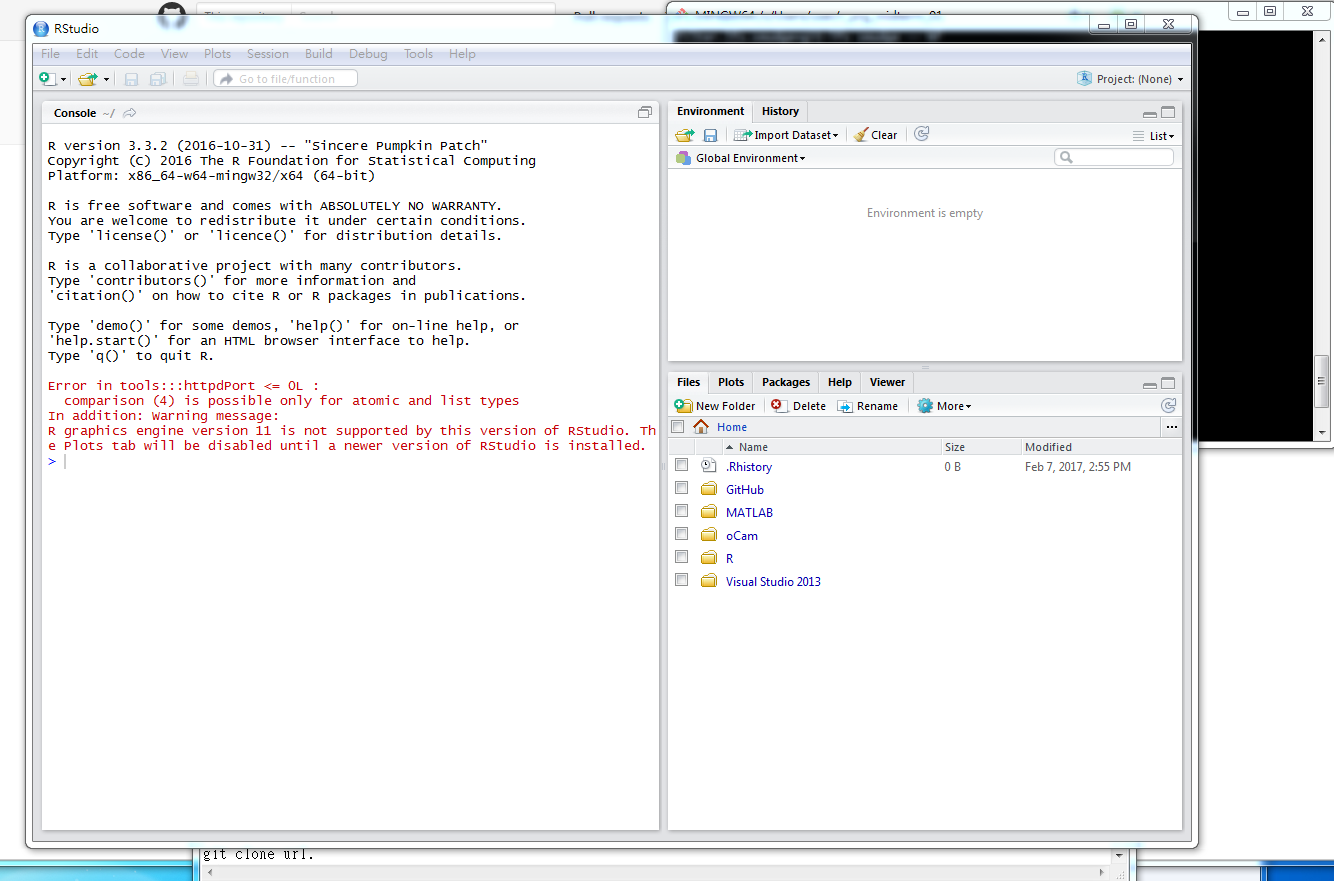 RStudio
File Edit Code View Plots Session Build Debug Tools Help
Go to file/function
Project: (None)
Console ~/
R version 3.3.2 (2016-10-31) -- "Sincere Pumpkin Patch"
Copyright (C) 2016 The R Foundation for Statistical Computing
Platform: x86_64-w64-mingw32/x64 (64-bit)
R is free software and comes with ABSOLUTELY NO WARRANTY.
You are welcome to redistribute it under certain conditions.
Type 'license()' or 'licence()' for distribution details.
R is a collaborative project with many contributors.
Type 'contributors()' for more information and
'citation()' on how to cite R or R packages in publications.
Type 'demo()' for some demos, 'help()' for on-line help, or
'help.start()' for an HTML browser interface to help.
Type 'q()' to quit R.
Error in tools:::httpdPort <= 0L :
comparison (4) is possible only for atomic and list types
In addition: Warning message:
R graphics engine version 11 is not supported by this version of RStudio. Th
e Plots tab will be disabled until a newer version of RStudio is installed.
>
Environment History
Import Dataset Clear List
Global Environment
Environment is empty
Files Plots Packages Help Viewer
New Folder Delete Rename More
Home ...
Name Size Modified
.Rhistory 0 B Feb 7, 2017, 2:55 PM
GitHub
MATLAB
oCam
R
Visual Studio 2013
git clone url.